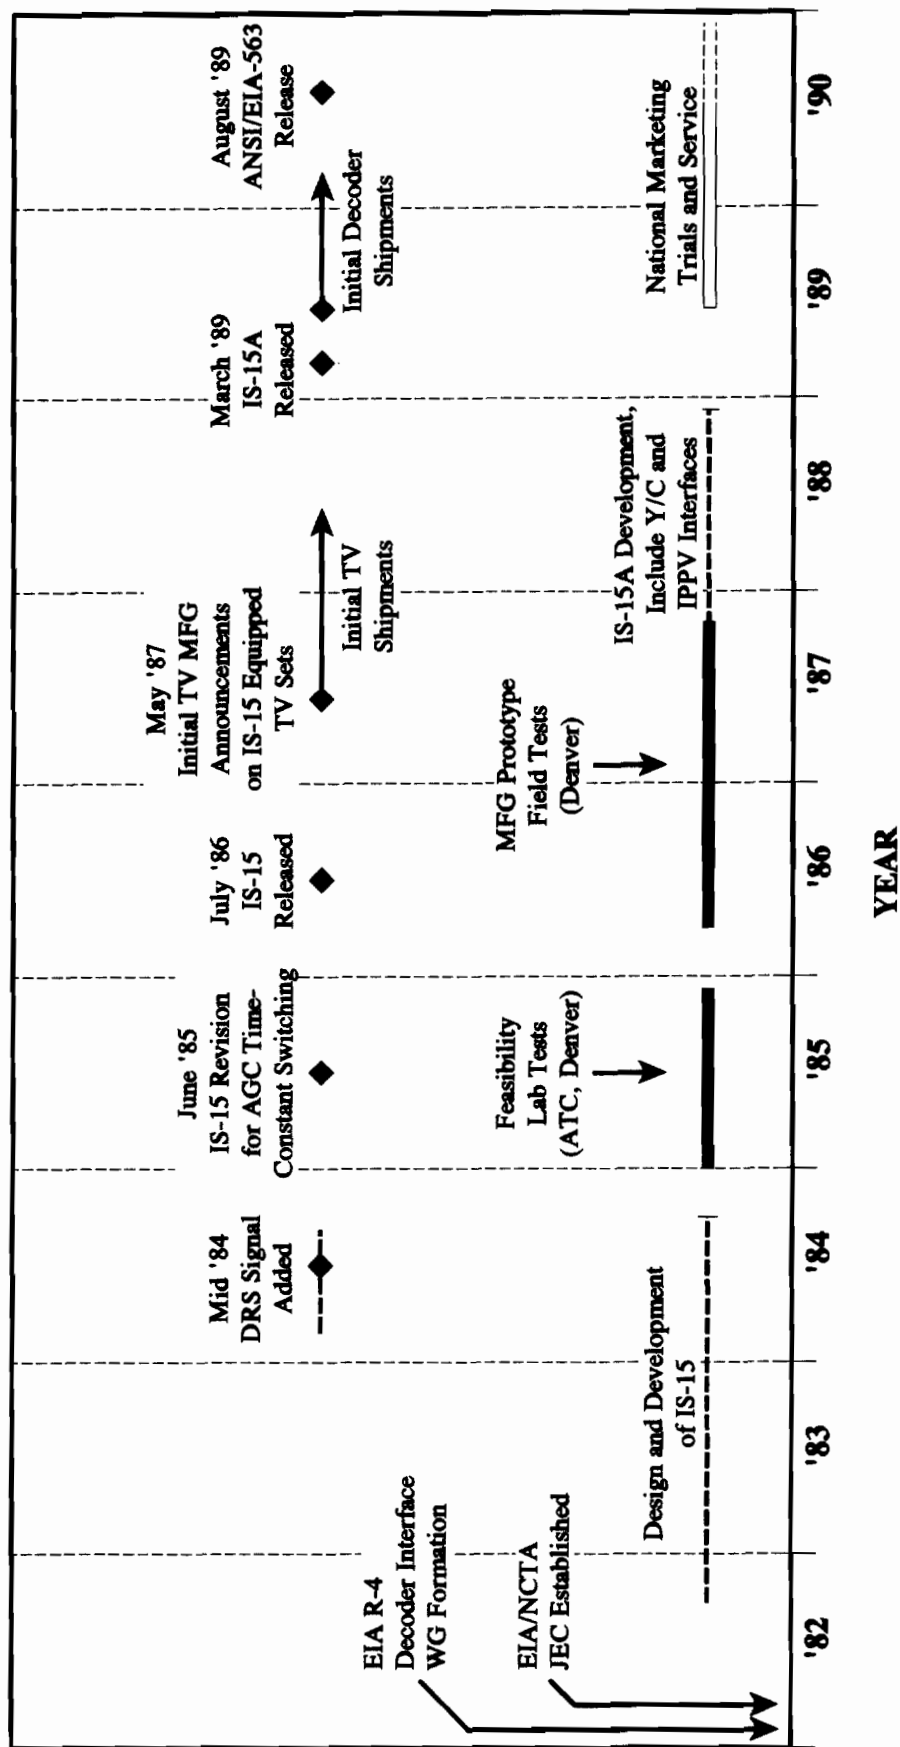 Mid '84
DRS Signal
Added
June '85
IS-15 Revision
for AGC Time-
Constant Switching
July '86
IS-15
Released
May '87
Initial TV MFG
Announcements
on IS-15 Equipped
TV Sets
Initial TV
Shipments
March '89
IS-15A
Released
Initial Decoder
Shipments
August '89
ANSI/EIA-563
Release
EIA R-4
Decoder Interface
WG Formation
EIA/NCTA
JEC Established
Feasibility
Lab Tests
(ATC, Denver)
MFG Prototype
Field Tests
(Denver)
Design and Development
of IS-15
IS-15A Development,
Include Y/C and
IPPV Interfaces
National Marketing
Trials and Service
'82 '83 '84 '85 '86 '87 '88 '89 '90
YEAR